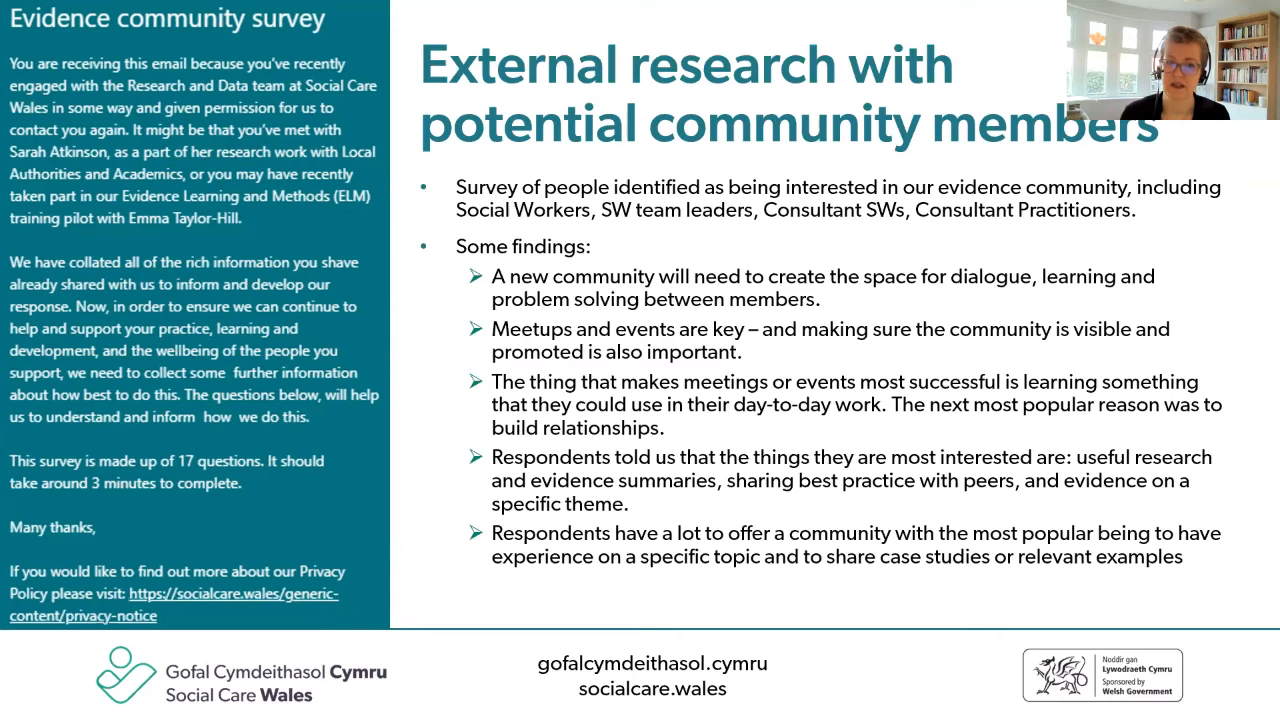 Evidence community survey
You are receiving this email because you've recently
engaged with the Research and Data team at Social Care
Wales in some way and given permission for us to
contact you again. It might be that you've met with
Sarah Atkinson, as a part of her research work with Local
Authorities and Academics, or you may have recently
taken part in our Evidence Learning and Methods (ELM)
training pilot with Emma Taylor-Hill.
We have collated all of the rich information you shave
already shared with us to inform and develop our
response. Now, in order to ensure we can continue to
help and support your practice, learning and
development, and the wellbeing of the people you
support, we need to collect some further information
about how best to do this. The questions below, will help
us to understand and inform how we do this.
This survey is made up of 17 questions. It should
take around 3 minutes to complete.
Many thanks,
If you would like to find out more about our Privacy
Policy please visit: https://socialcare.wales/generic-
content/privacy-notice
External research with
potential community members
• Survey of people identified as being interested in our evidence community, including
Social Workers, SW team leaders, Consultant SWs, Consultant Practitioners.
• Some findings:
➢ A new community will need to create the space for dialogue, learning and
problem solving between members.
➢ Meetups and events are key – and making sure the community is visible and
promoted is also important.
➢ The thing that makes meetings or events most successful is learning something
that they could use in their day-to-day work. The next most popular reason was to
build relationships.
➢ Respondents told us that the things they are most interested are: useful research
and evidence summaries, sharing best practice with peers, and evidence on a
specific theme.
➢ Respondents have a lot to offer a community with the most popular being to have
experience on a specific topic and to share case studies or relevant examples
Gofal Cymdeithasol Cymru
Social Care Wales
gofalcymdeithasol.cymru
socialcare.wales
Noddir gan
Lywodraeth Cymru
Sponsored by
Welsh Government